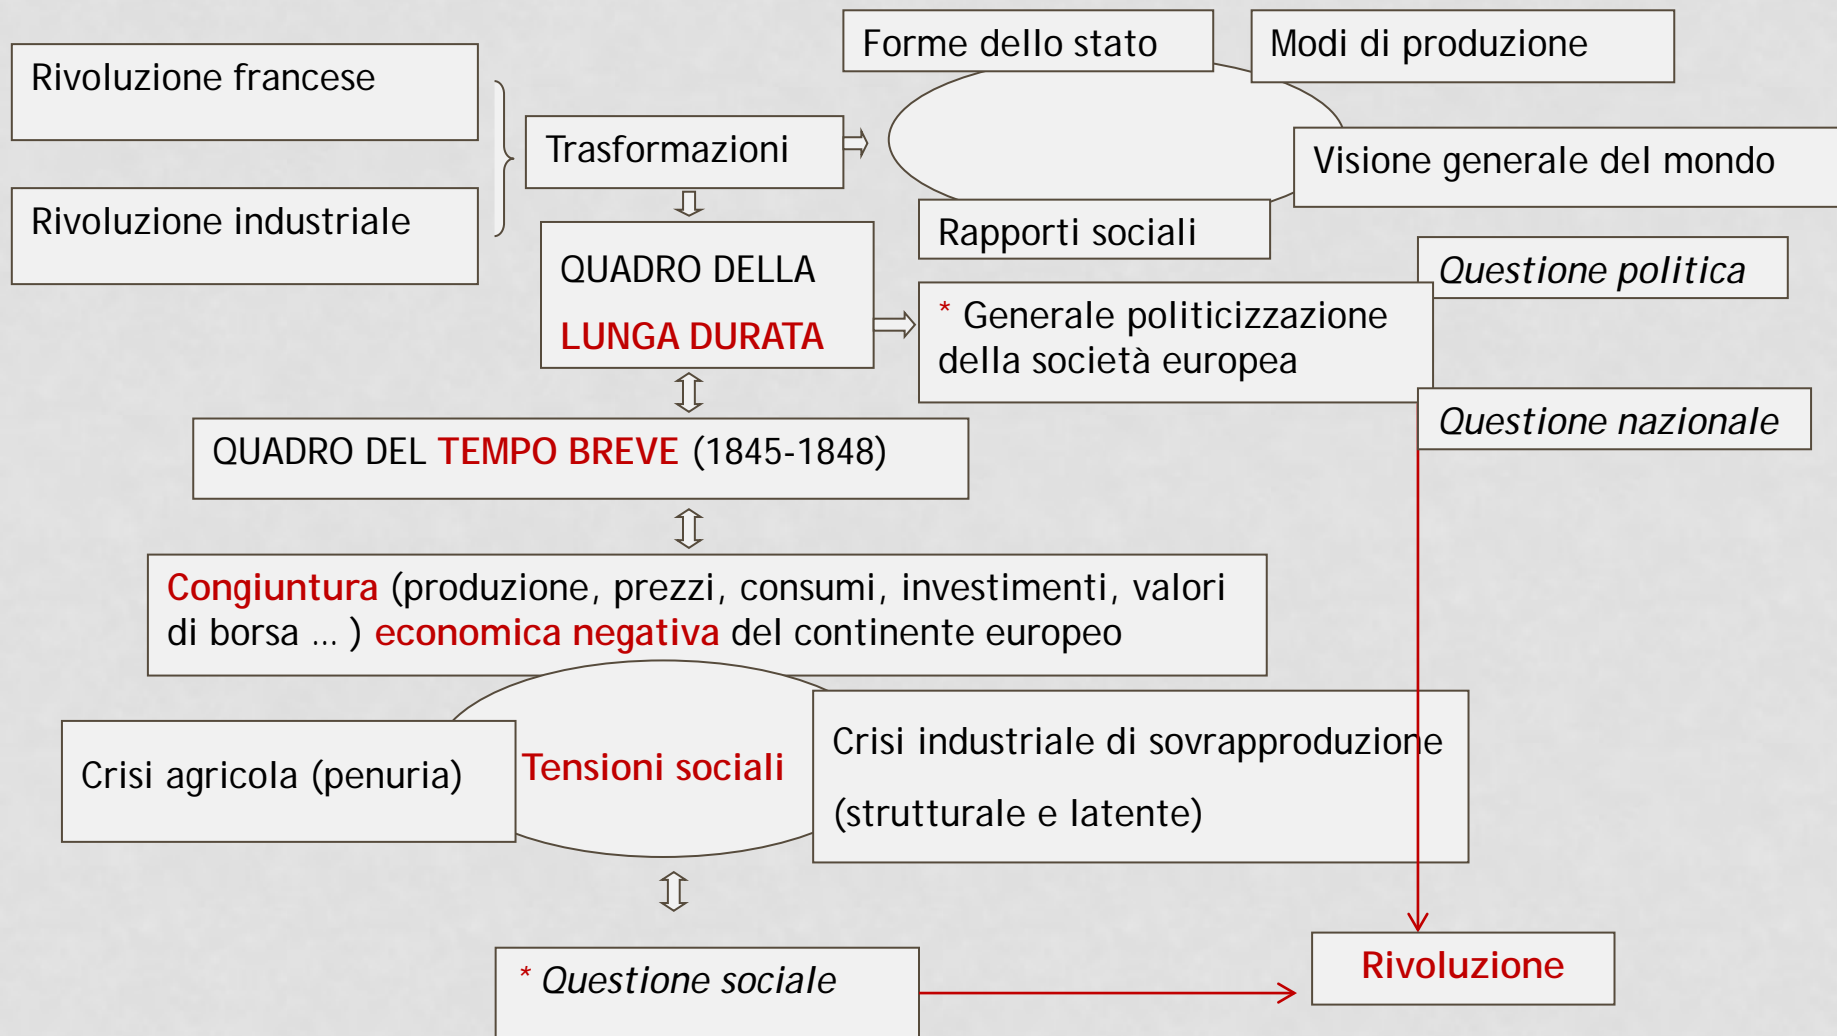 Forme dello stato
Modi di produzione
Rivoluzione francese
Trasformazioni
Visione generale del mondo
Rivoluzione industriale
Rapporti sociali
QUADRO DELLA
LUNGA DURATA
Questione politica
* Generale politicizzazione
della società europea
Questione nazionale
QUADRO DEL TEMPO BREVE (1845-1848)
Congiuntura (produzione, prezzi, consumi, investimenti, valori
di borsa ... ) economica negativa del continente europeo
Crisi agricola (penuria)
Tensioni sociali
Crisi industriale di sovrapproduzione
(strutturale e latente)
* Questione sociale
Rivoluzione